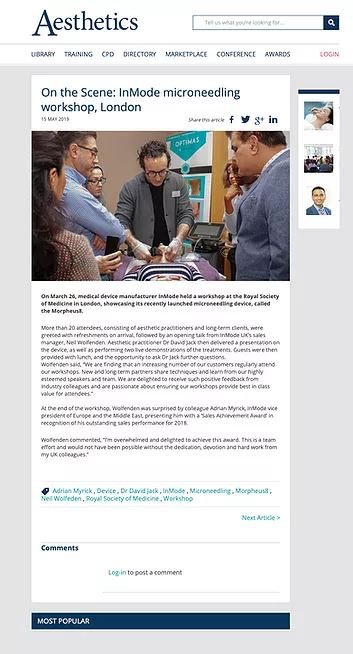 Aesthetics
Tell us what you're looking for...
LIBRARY TRAINING CPD DIRECTORY MARKETPLACE CONFERENCE AWARDS LOGIN
On the Scene: InMode microneedling
workshop, London
15 MAY 2019
Share this article
OPTIMAS
On March 26, medical device manufacturer InMode held a workshop at the Royal Society
of Medicine in London, showcasing its recently launched microneedling device, called
the Morpheus8.
More than 20 attendees, consisting of aesthetic practitioners and long-term clients, were
greeted with refreshments on arrival, followed by an opening talk from InMode UK's sales
manager, Neil Wolfenden. Aesthetic practitioner Dr David Jack then delivered a presentation on
the device, as well as performing two live demonstrations of the treatments. Guests were then
provided with lunch, and the opportunity to ask Dr Jack further questions.
Wolfenden said, "We are finding that an increasing number of our customers regularly attend
our workshops. New and long term partners share techniques and learn from our highly
esteemed speakers and team. We are delighted to receive such positive feedback from
industry colleagues and are passionate about ensuring our workshops provide best in class
value for attendees."
At the end of the workshop, Wolfenden was surprised by colleague Adrian Myrick, InMode vice
president of Europe and the Middle East, presenting him with a 'Sales Achievement Award' in
recognition of his outstanding sales performance for 2018.
Wolfenden commented, "I'm overwhelmed and delighted to achieve this award. This is a team
effort and would not have been possible without the dedication, devotion and hard work from
my UK colleagues."
Adrian Myrick , Device , Dr David Jack , InMode , Microneedling , Morpheus8 ,
Neil Wolfeden , Royal Society of Medicine , Workshop
Next Article >
Comments
Log-in to post a comment
MOST POPULAR